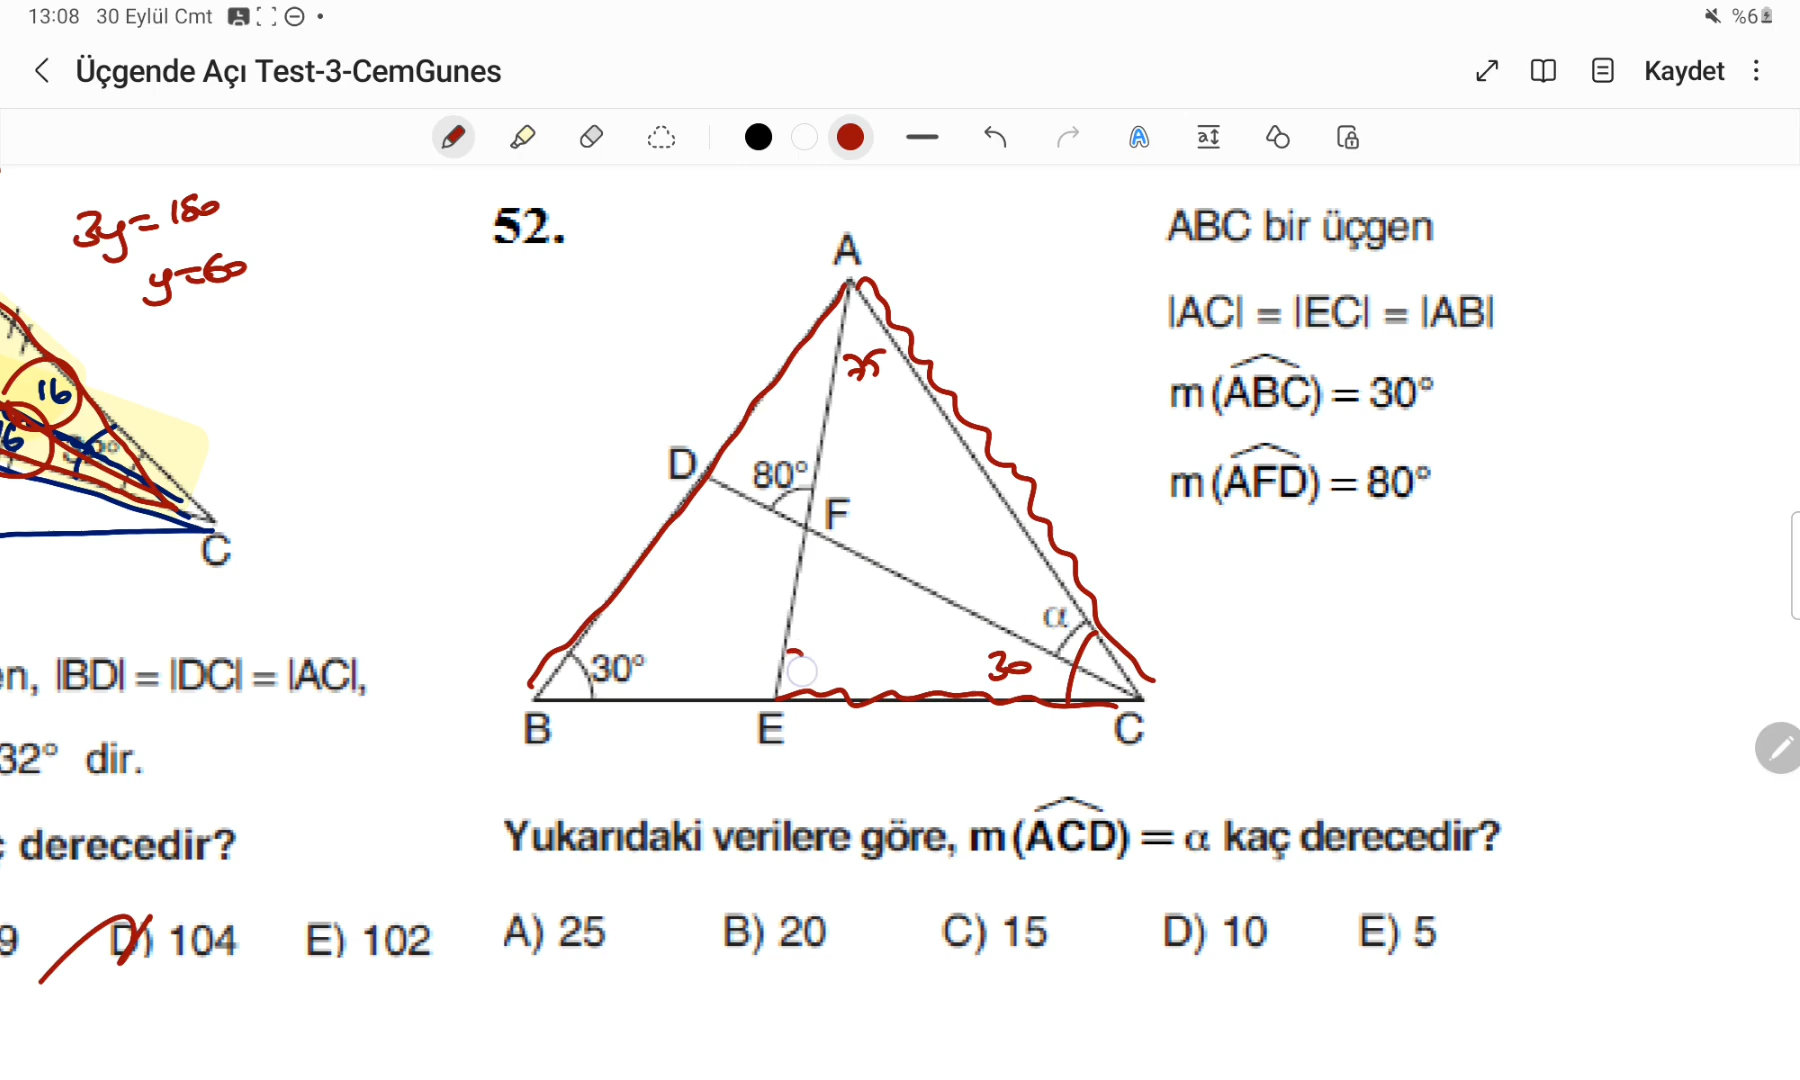 13:08 30 Eylül Cmt
%6
Üçgende Açı Test-3-CemGunes
Kaydet
3y=180
y=60
16
C
en, |BD| = |DC| = |AC|,
32° dir.
derecedir?
9 D) 104 E) 102
52.
A
D
80°
F
α
30°
30
B
E
C
ABC bir üçgen
|AC| = |EC| = |AB|
m(ABC) = 30°
m(AFD) = 80°
Yukarıdaki verilere göre, m(ACD) = α kaç derecedir?
A) 25 B) 20 C) 15 D) 10 E) 5